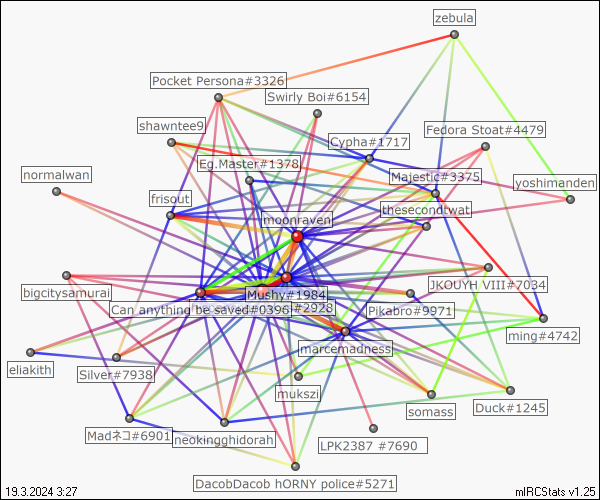 zebula
Pocket Persona#3326
Swirly Boi#6154
shawntee9
Cypha#1717
Fedora Stoat#4479
Eg.Master#1378
Majestic#3375
normalwan
yoshimanden
frisout
thesecondtwat
moonraven
bigcitysamurai
Mushy#1984
JKOUYH VIII#7034
Can anything be saved#0396
#2928
Pikabro#9971
ming#4742
marcemadness
eliakith
Silver#7938
mukszi
somass
Duck#1245
Madネコ#6901
neokingghidorah
LPK2387 #7690
DacobDacob hORNY police#5271
19.3.2024 3:27
mIRCStats v1.25